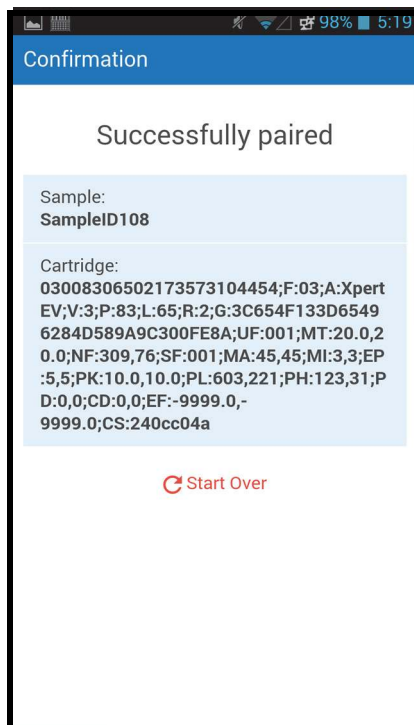 98% 5:19
Confirmation
Successfully paired
Sample:
SampleID108
Cartridge:
03008306502173573104454;F:03;A:Xpert
EV;V:3;P:83;L:65;R:2;G:3C654F133D6549
6284D589A9C300FE8A;UF:001;MT:20.0,2
0.0;NF:309,76;SF:001;MA:45,45;MI:3,3;EP
:5,5;PK:10.0,10.0;PL:603,221;PH:123,31;P
D:0,0;CD:0,0;EF:-9999.0,-
9999.0;CS:240cc04a
Start Over